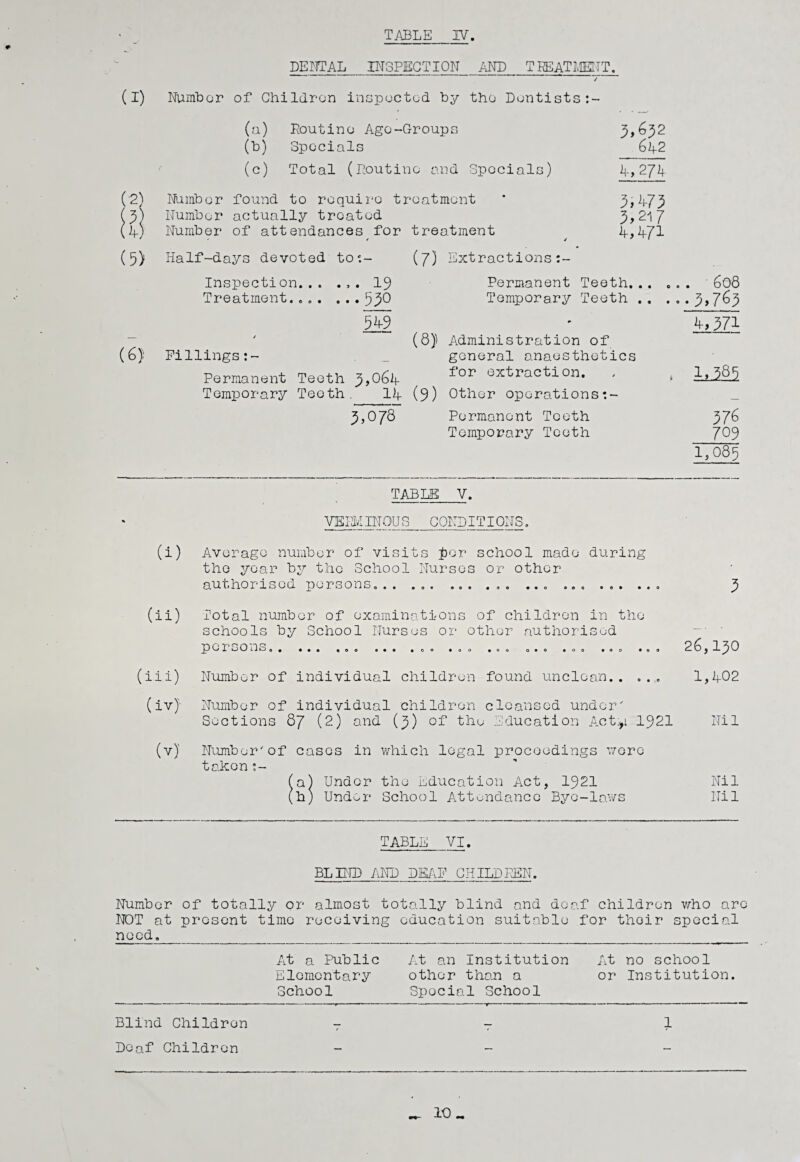 TABLE IV.
DENTAL INSPECTION AND TREATMENT.
(I) Number of Children inspected by the Dentists:-
(a) Routine Age-Groups 3,632
(b) Specials 642
(c) Total (Routine and Specials) 4,274
(2) Number found to require treatment 3,473
(3) Number actually treated 3,217
(4) Number of attendances for treatment 4,471
(5) Half-days devoted to:- (7) Extractions:-
Inspection... ... 19 Permanent Teeth... ... 608
Treatment.... ...530 Temporary Teeth .. ...3,763
549 4,371
(8) Administration of
(6) Fillings:- general anaesthetics
Permanent Teeth 3,064 for extraction. 1,385
Temporary Teeth. 14 (9) Other operations:-
3,078 Permanent Teeth 376
Temporary Teeth 709
1,085
TABLE V.
VERMINOUS CONDITIONS.
(i) Average number of visits per school made during
the year by the School Nurses or other
authorised persons... ... ... ... ... ... ... ... 3
(ii) Total number of examinations of children in the
schools by School Nurses or other authorised
persons.. ... ... ... ... ... ... ... ... ... ... 26,130
(iii) Number of individual children found unclean.. ... 1,402
(iv) Number of individual children cleansed under
Sections 87 (2) and (3) of the Education Act, 1921 Nil
(v) Number of cases in which legal proceedings were
taken:-
(a) Under the Education Act, 1921 Nil
(h) Under School Attendance Bye-laws Nil
TABLE VI.
BLIND AND DEAF CHILDREN.
Number of totally or almost totally blind and deaf children who are
NOT at present time receiving education suitable for their special
need.
At a Public At an Institution At no school
Elementary other than a or Institution.
School Special School
Blind Children - - 1
Deaf Children - - -
- 10 -